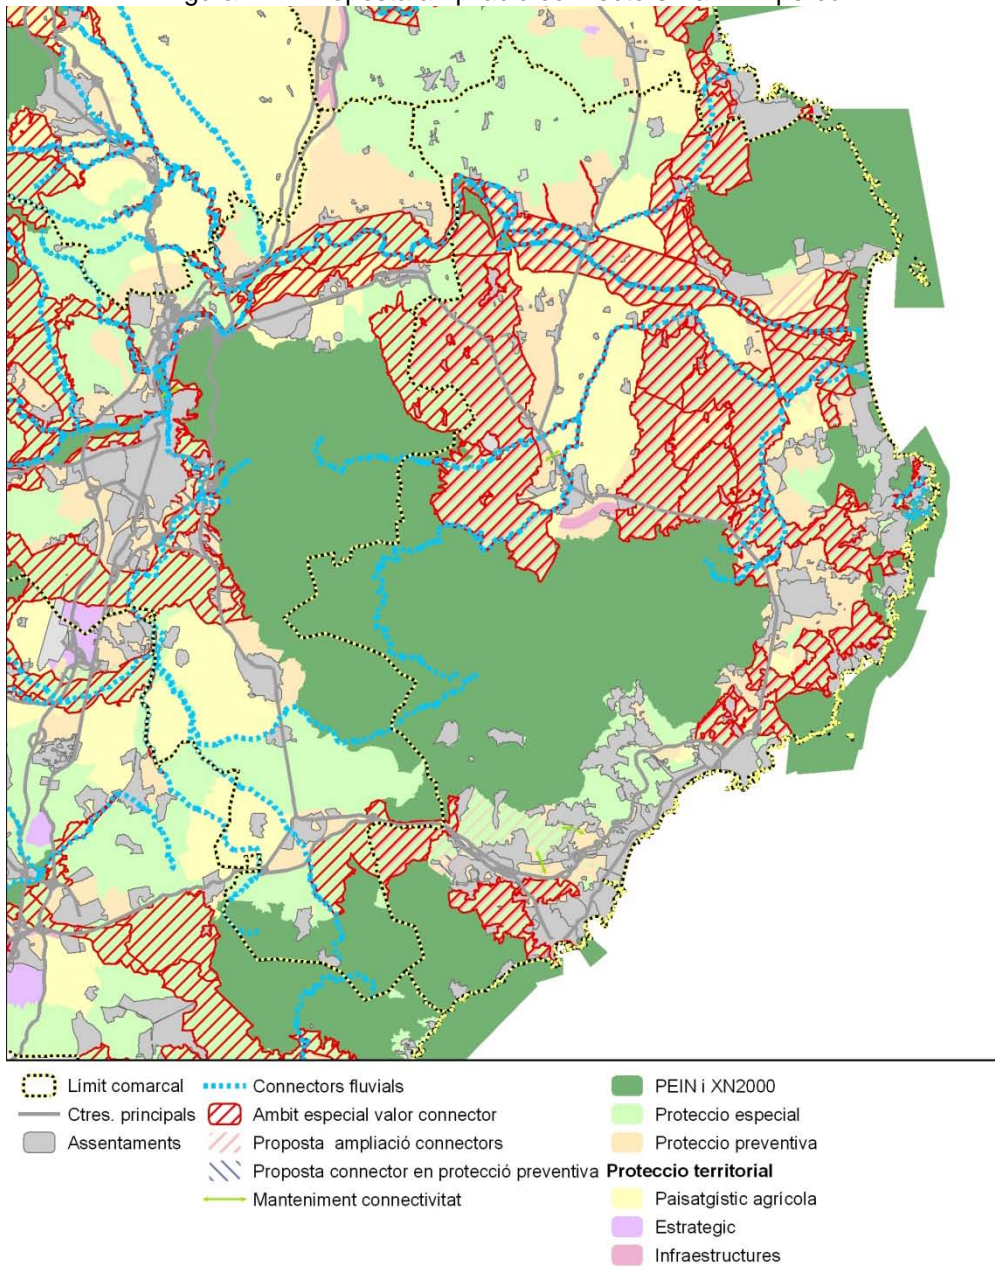 Límit comarcal
Ctres. principals
Assentaments
Connectors fluvials
Ambit especial valor connector
Proposta ampliació connectors
Proposta connector en protecció preventiva
Manteniment connectivitat
PEIN i XN2000
Proteccio especial
Proteccio preventiva
Proteccio territorial
Paisatgístic agrícola
Estrategic
Infraestructures